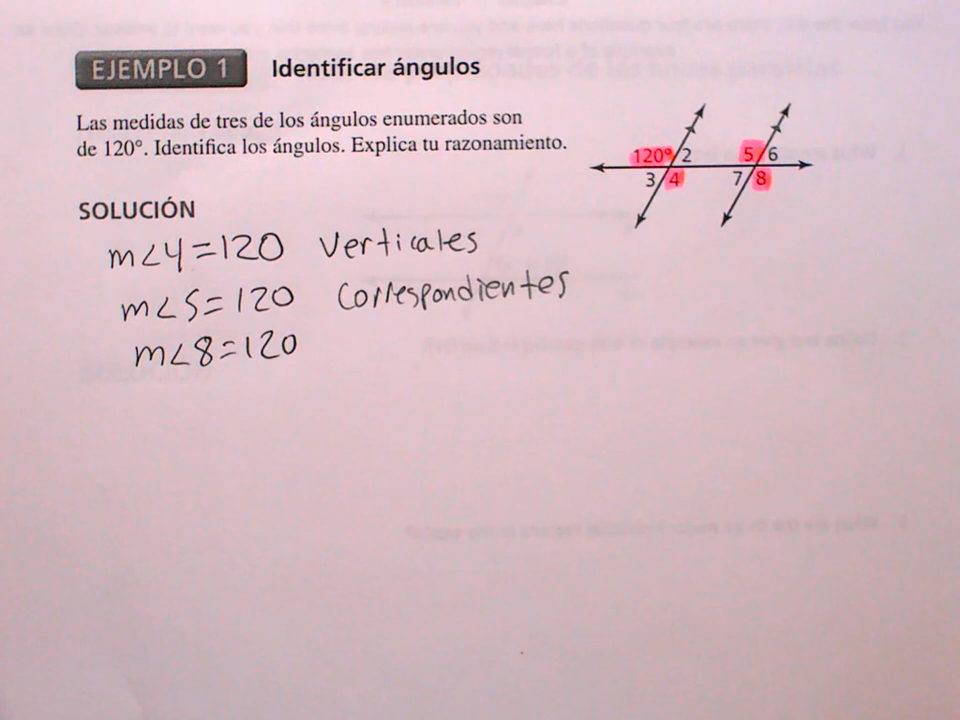 EJEMPLO 1 Identificar ángulos
Las medidas de tres de los ángulos enumerados son
de 120°. Identifica los ángulos. Explica tu razonamiento.
120° 2 5 6
3 4 7 8
SOLUCIÓN
m∠4=120 verticales
m∠5=120 correspondientes
m∠8=120